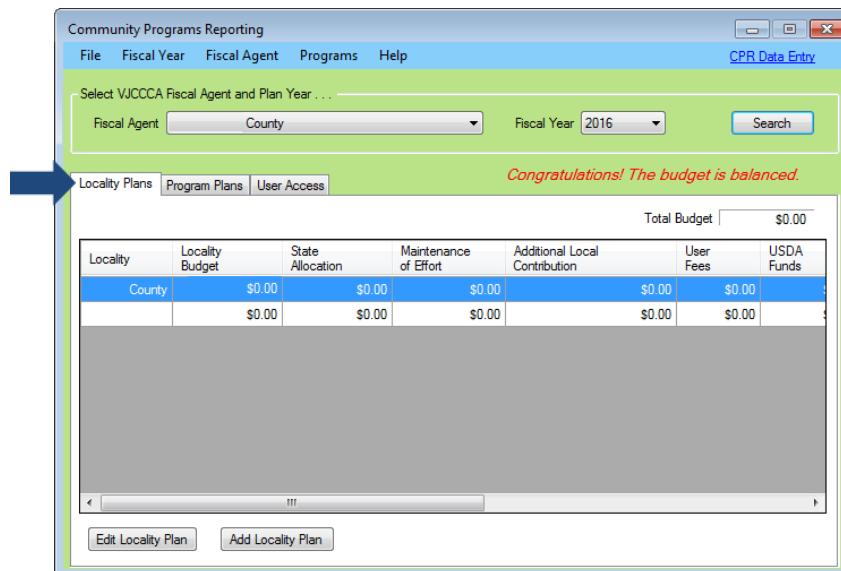 Community Programs Reporting
File Fiscal Year Fiscal Agent Programs Help CPR Data Entry
Select VJCCCA Fiscal Agent and Plan Year . . .
Fiscal Agent County Fiscal Year 2016 Search
Congratulations! The budget is balanced.
Locality Plans Program Plans User Access
Total Budget $0.00
Locality Locality Budget State Allocation Maintenance of Effort Additional Local Contribution User Fees USDA Funds
County $0.00 $0.00 $0.00 $0.00 $0.00
$0.00 $0.00 $0.00 $0.00 $0.00
Edit Locality Plan Add Locality Plan